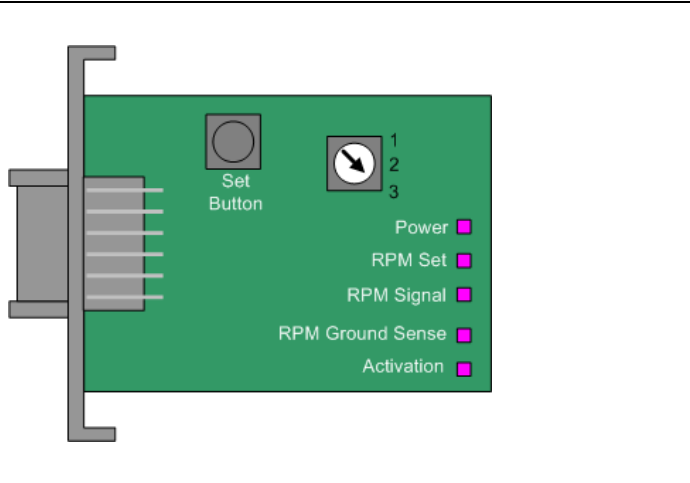 1
2
3
Set
Button
Power
RPM Set
RPM Signal
RPM Ground Sense
Activation